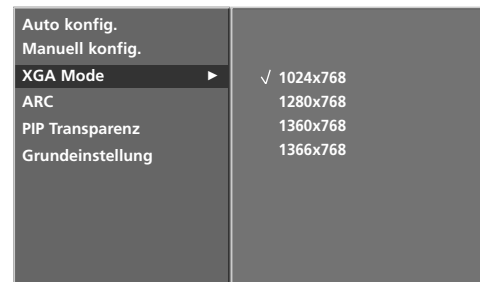 Auto konfig.
Manuell konfig.
XGA Mode ►
ARC
PIP Transparenz
Grundeinstellung
√ 1024x768
1280x768
1360x768
1366x768